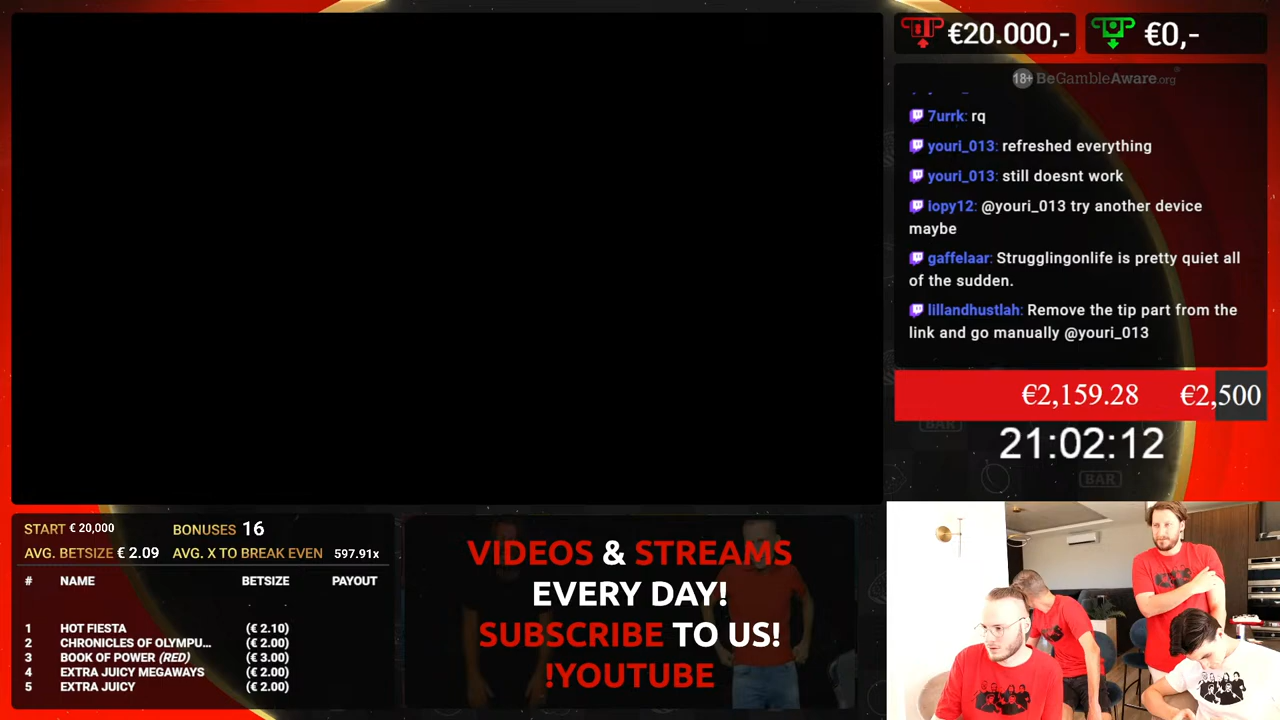 €20.000,-
€0,-
18+ BeGambleAware.org
7urrk: rq
youri_013: refreshed everything
youri_013: still doesnt work
iopy12: @youri_013 try another device
maybe
gaffelaar: Strugglingonlife is pretty quiet all
of the sudden.
lillandhustlah: Remove the tip part from the
link and go manually @youri_013
€2,159.28 €2,500
BAR
21:02:12
BAR
START € 20,000 BONUSES 16
AVG. BETSIZE € 2.09 AVG. X TO BREAK EVEN 597.91x
# NAME BETSIZE PAYOUT
1 HOT FIESTA (€ 2.10)
2 CHRONICLES OF OLYMPU... (€ 2.00)
3 BOOK OF POWER (RED) (€ 3.00)
4 EXTRA JUICY MEGAWAYS (€ 2.00)
5 EXTRA JUICY (€ 2.00)
VIDEOS & STREAMS
EVERY DAY!
SUBSCRIBE TO US!
!YOUTUBE